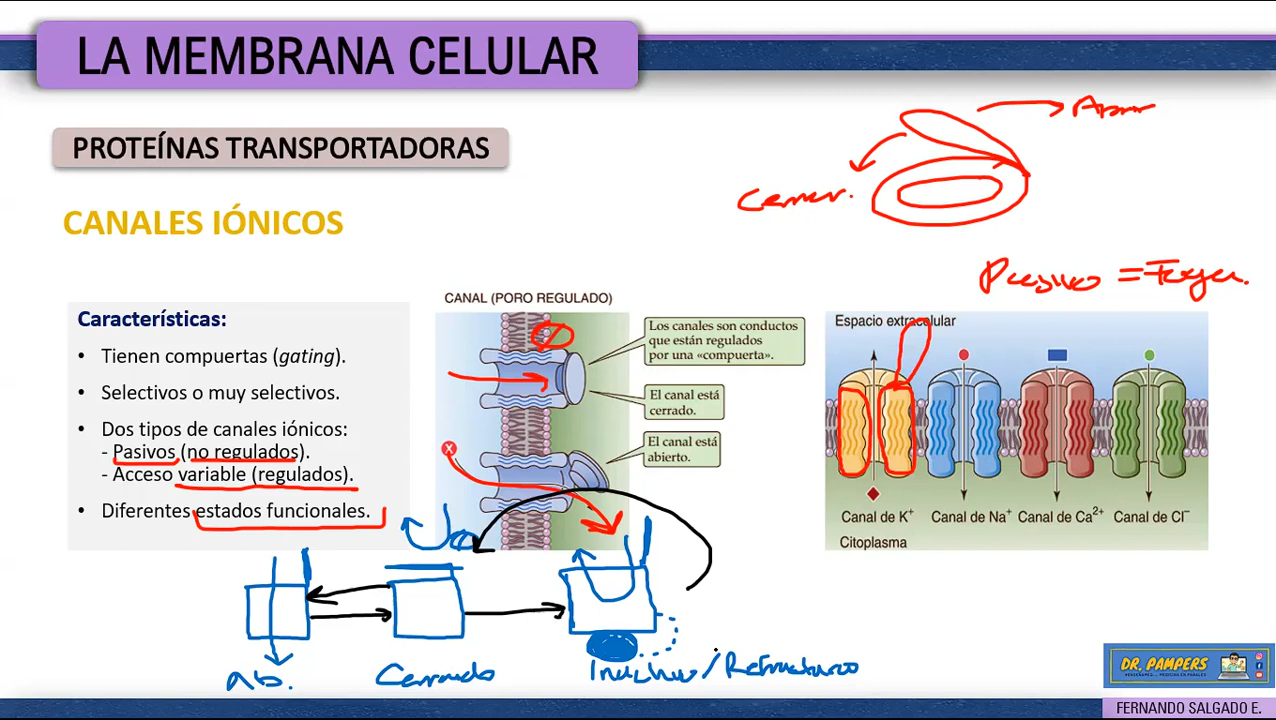 LA MEMBRANA CELULAR
PROTEÍNAS TRANSPORTADORAS
CANALES IÓNICOS
Cerrar.
Pasivo = Fuga.
Características:
• Tienen compuertas (gating).
• Selectivos o muy selectivos.
• Dos tipos de canales iónicos:
- Pasivos (no regulados).
- Acceso variable (regulados).
• Diferentes estados funcionales.
CANAL (PORO REGULADO)
Los canales son conductos
que están regulados
por una «compuerta».
El canal está
cerrado.
El canal está
abierto.
X
Espacio extracelular
Canal de K+
Canal de Na+
Canal de Ca2+
Canal de Cl−
Citoplasma
ab.
Cerrado
Inactivo / Refractario
DR. PAMPERS
FERNANDO SALGADO E.